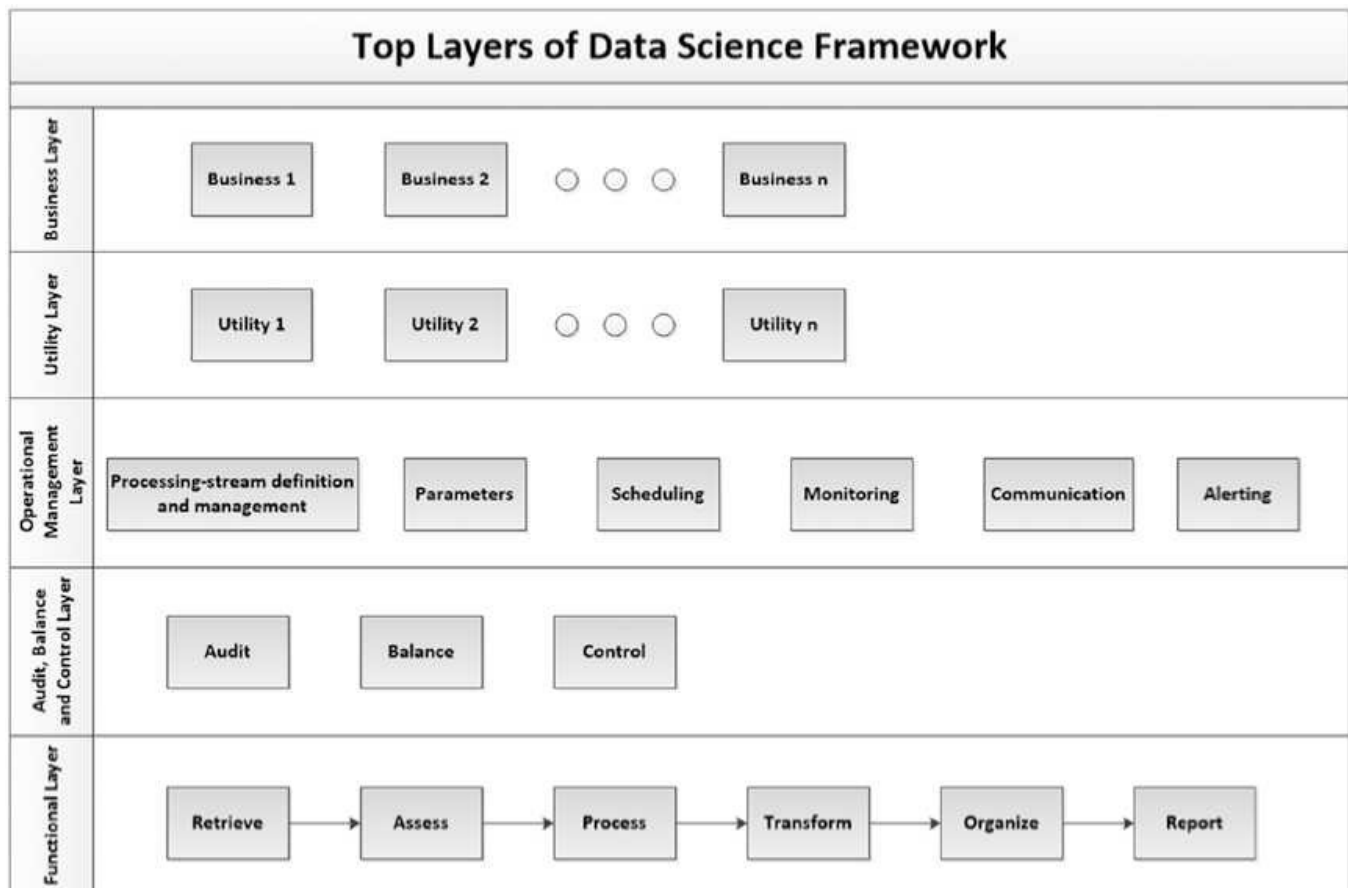 Top Layers of Data Science Framework
Business Layer
Business 1
Business 2
Business n
Utility Layer
Utility 1
Utility 2
Utility n
Operational
Management
Layer
Processing-stream definition
and management
Parameters
Scheduling
Monitoring
Communication
Alerting
Audit, Balance
and Control Layer
Audit
Balance
Control
Functional Layer
Retrieve
Assess
Process
Transform
Organize
Report